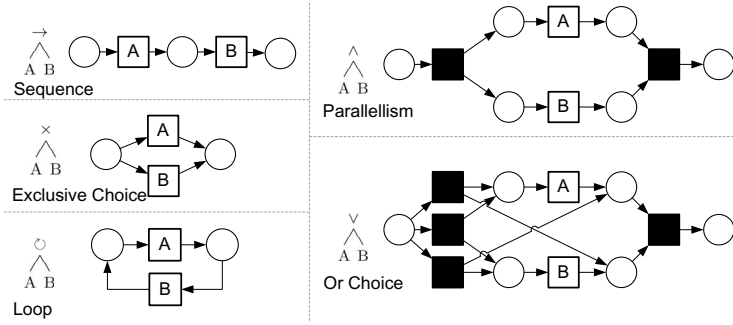 →
A B
A
B
Sequence
×
A B
A
B
Exclusive Choice
↻
A B
A
B
Loop
∧
A B
A
B
Parallellism
∨
A B
A
B
Or Choice